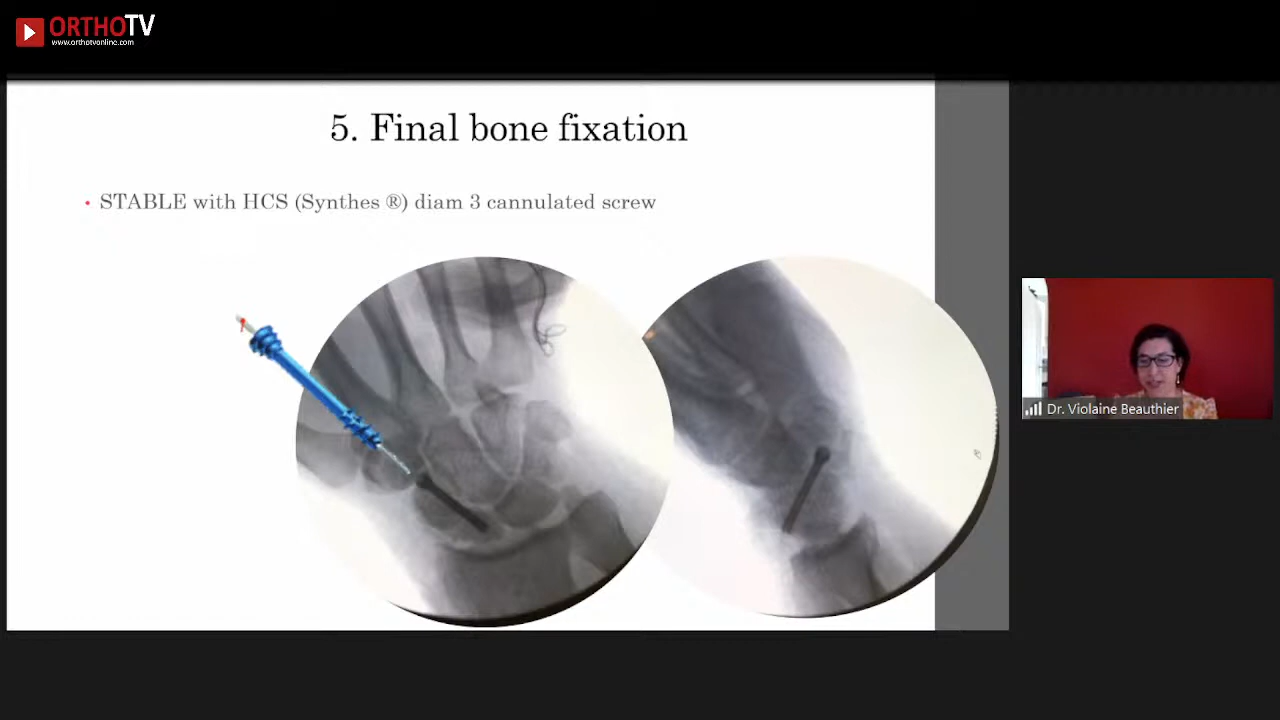 ORTHOTV
www.orthotvonline.com
5. Final bone fixation
• STABLE with HCS (Synthes ®) diam 3 cannulated screw
Dr. Violaine Beauthier